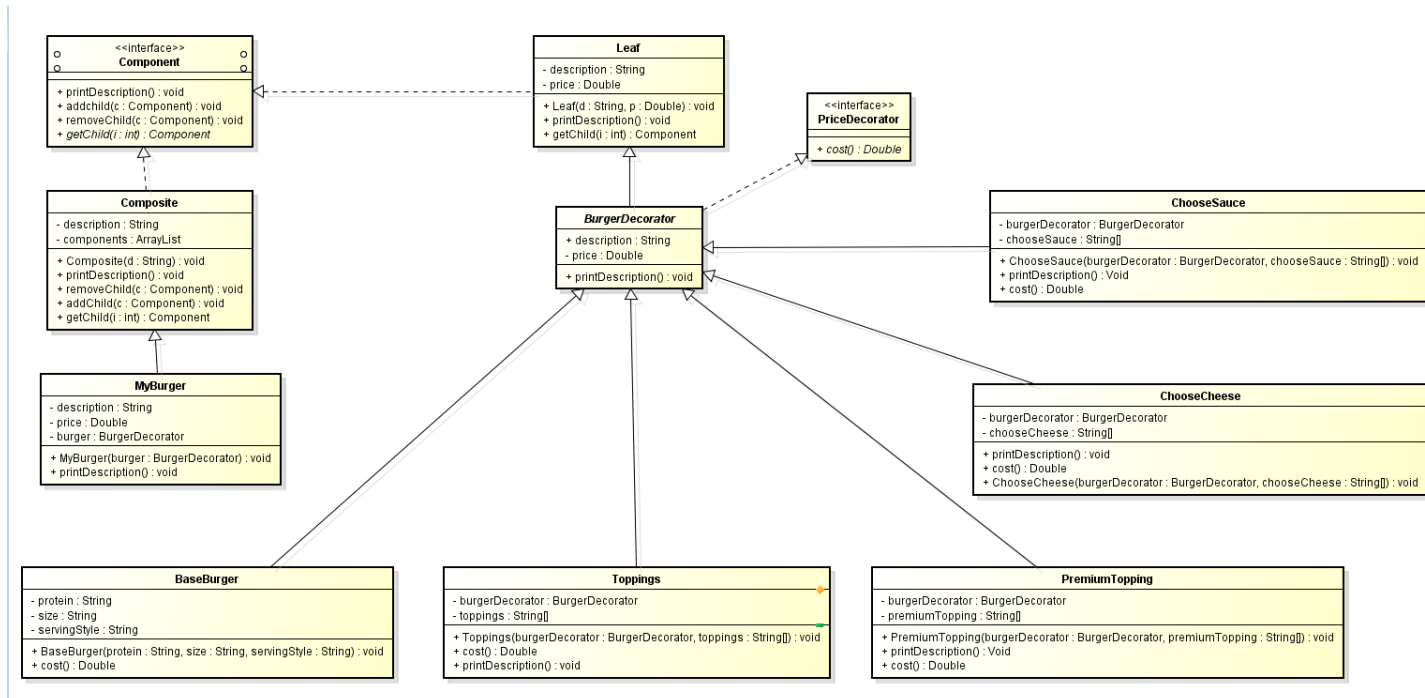 <<interface>>
Component
+ printDescription() : void
+ addchild(c : Component) : void
+ removeChild(c : Component) : void
+ getChild(i : int) : Component
Leaf
- description : String
- price : Double
+ Leaf(d : String, p : Double) : void
+ printDescription() : void
+ getChild(i : int) : Component
<<interface>>
PriceDecorator
+ cost() : Double
Composite
- description : String
- components : ArrayList
+ Composite(d : String) : void
+ printDescription() : void
+ removeChild(c : Component) : void
+ addChild(c : Component) : void
+ getChild(i : int) : Component
BurgerDecorator
+ description : String
- price : Double
+ printDescription() : void
ChooseSauce
- burgerDecorator : BurgerDecorator
- chooseSauce : String[]
+ ChooseSauce(burgerDecorator : BurgerDecorator, chooseSauce : String[]) : void
+ printDescription() : Void
+ cost() : Double
MyBurger
- description : String
- price : Double
- burger : BurgerDecorator
+ MyBurger(burger : BurgerDecorator) : void
+ printDescription() : void
ChooseCheese
- burgerDecorator : BurgerDecorator
- chooseCheese : String[]
+ printDescription() : void
+ cost() : Double
+ ChooseCheese(burgerDecorator : BurgerDecorator, chooseCheese : String[]) : void
BaseBurger
- protein : String
- size : String
- servingStyle : String
+ BaseBurger(protein : String, size : String, servingStyle : String) : void
+ cost() : Double
Toppings
- burgerDecorator : BurgerDecorator
- toppings : String[]
+ Toppings(burgerDecorator : BurgerDecorator, toppings : String[]) : void
+ cost() : Double
+ printDescription() : void
PremiumTopping
- burgerDecorator : BurgerDecorator
- premiumTopping : String[]
+ PremiumTopping(burgerDecorator : BurgerDecorator, premiumTopping : String[]) : void
+ printDescription() : Void
+ cost() : Double